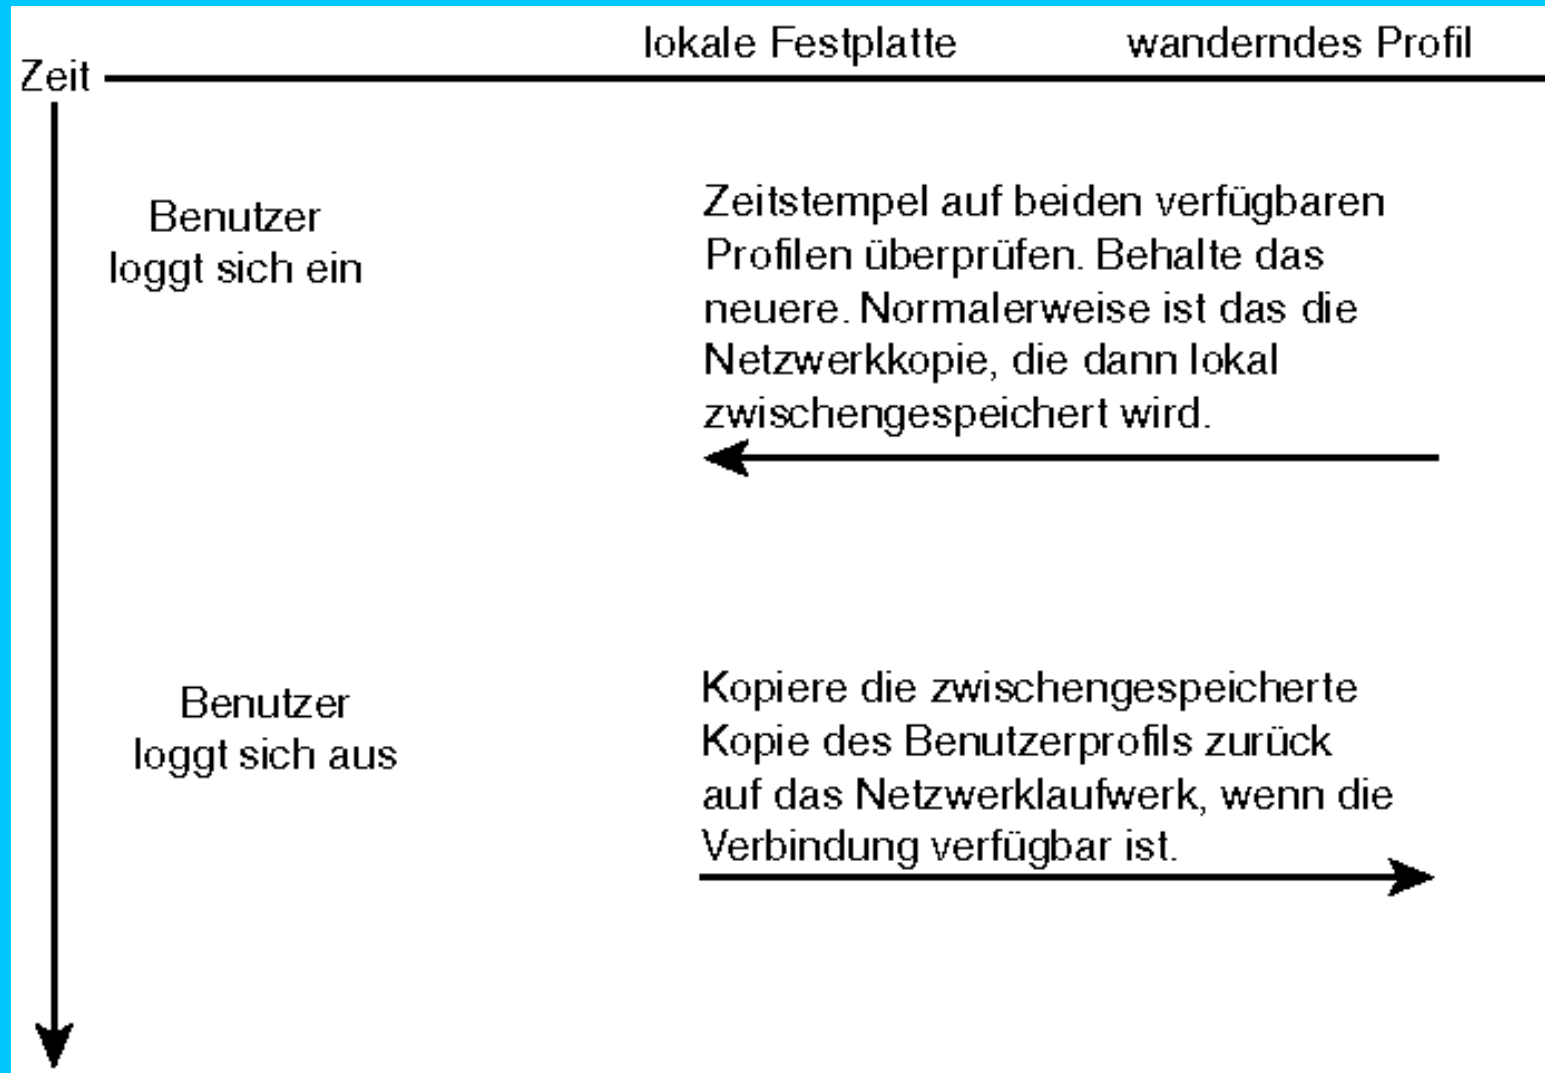 lokale Festplatte
wanderndes Profil
Zeit
Benutzer
loggt sich ein
Zeitstempel auf beiden verfügbaren
Profilen überprüfen. Behalte das
neuere. Normalerweise ist das die
Netzwerkkopie, die dann lokal
zwischengespeichert wird.
Benutzer
loggt sich aus
Kopiere die zwischengespeicherte
Kopie des Benutzerprofils zurück
auf das Netzwerklaufwerk, wenn die
Verbindung verfügbar ist.